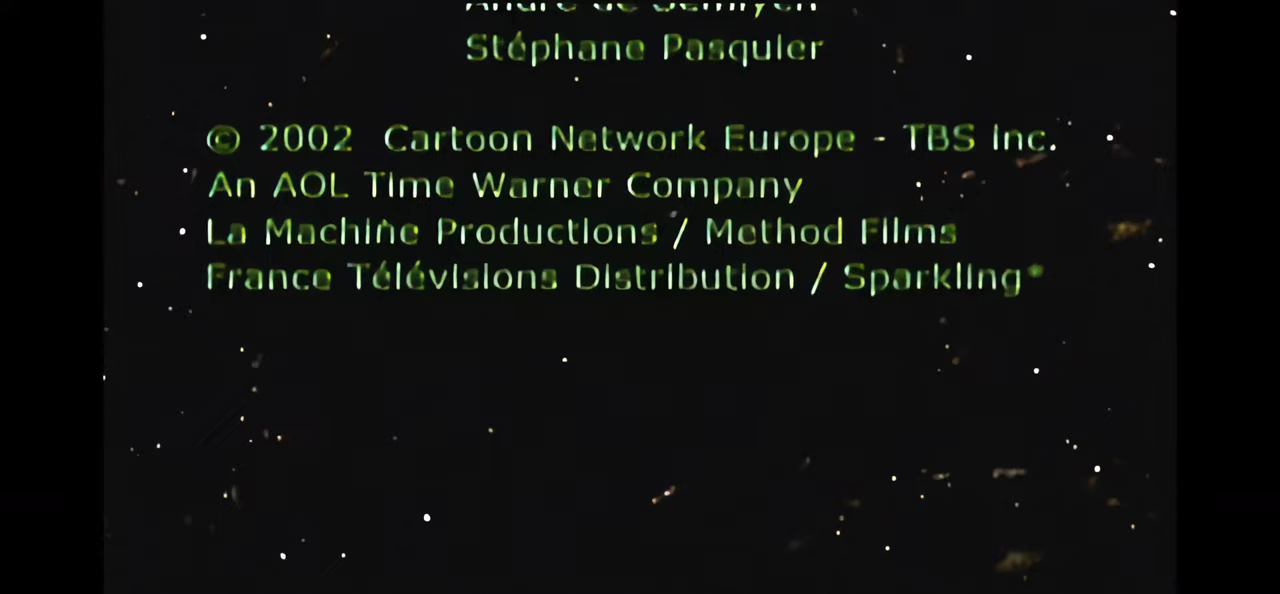 Stéphane Pasquier
© 2002 Cartoon Network Europe - TBS Inc.
An AOL Time Warner Company
La Machine Productions / Method Films
France Télévisions Distribution / Sparkling*